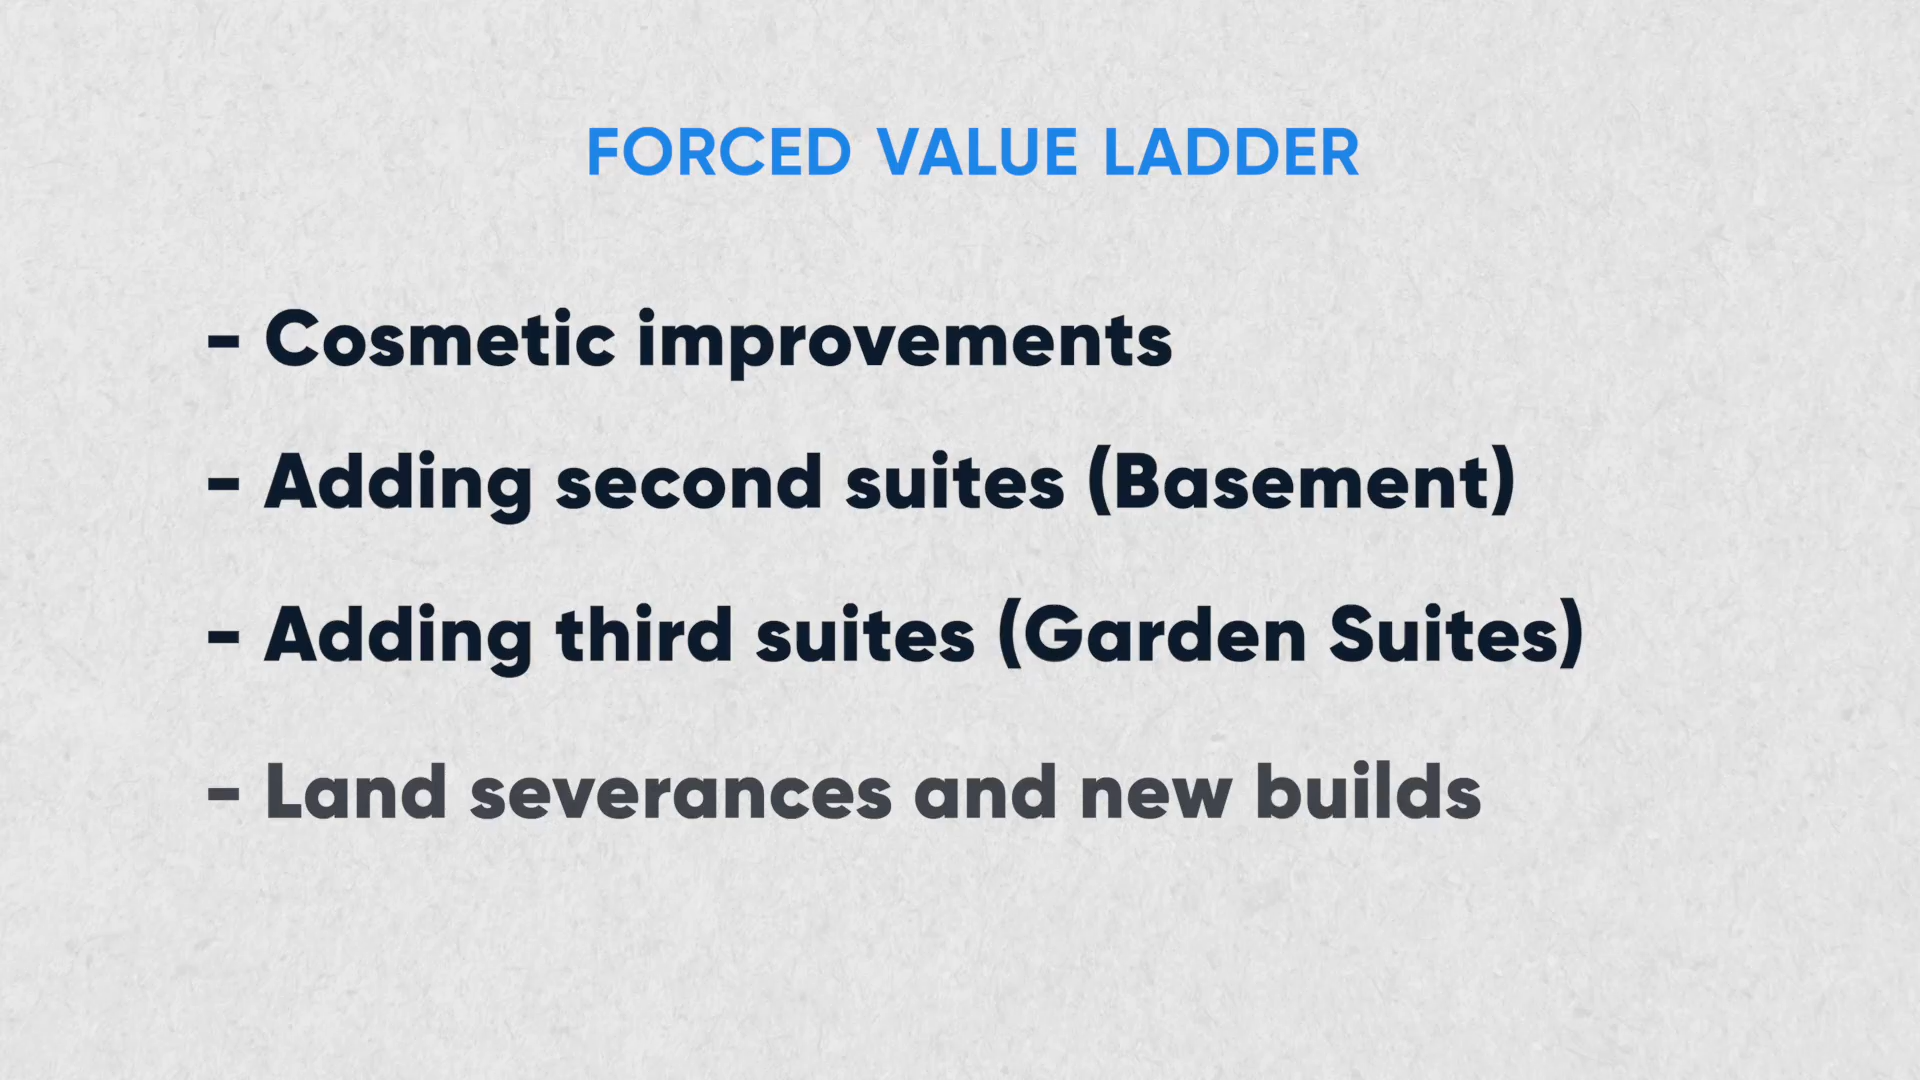 FORCED VALUE LADDER
- Cosmetic improvements
- Adding second suites (Basement)
- Adding third suites (Garden Suites)
- Land severances and new builds